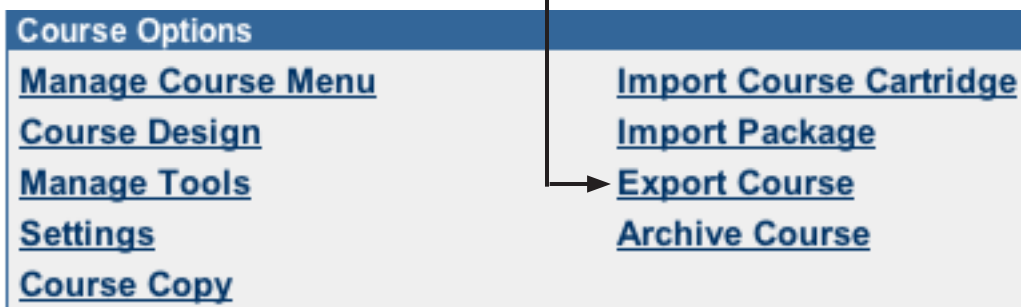 Course Options
Manage Course Menu
Course Design
Manage Tools
Settings
Course Copy
Import Course Cartridge
Import Package
Export Course
Archive Course